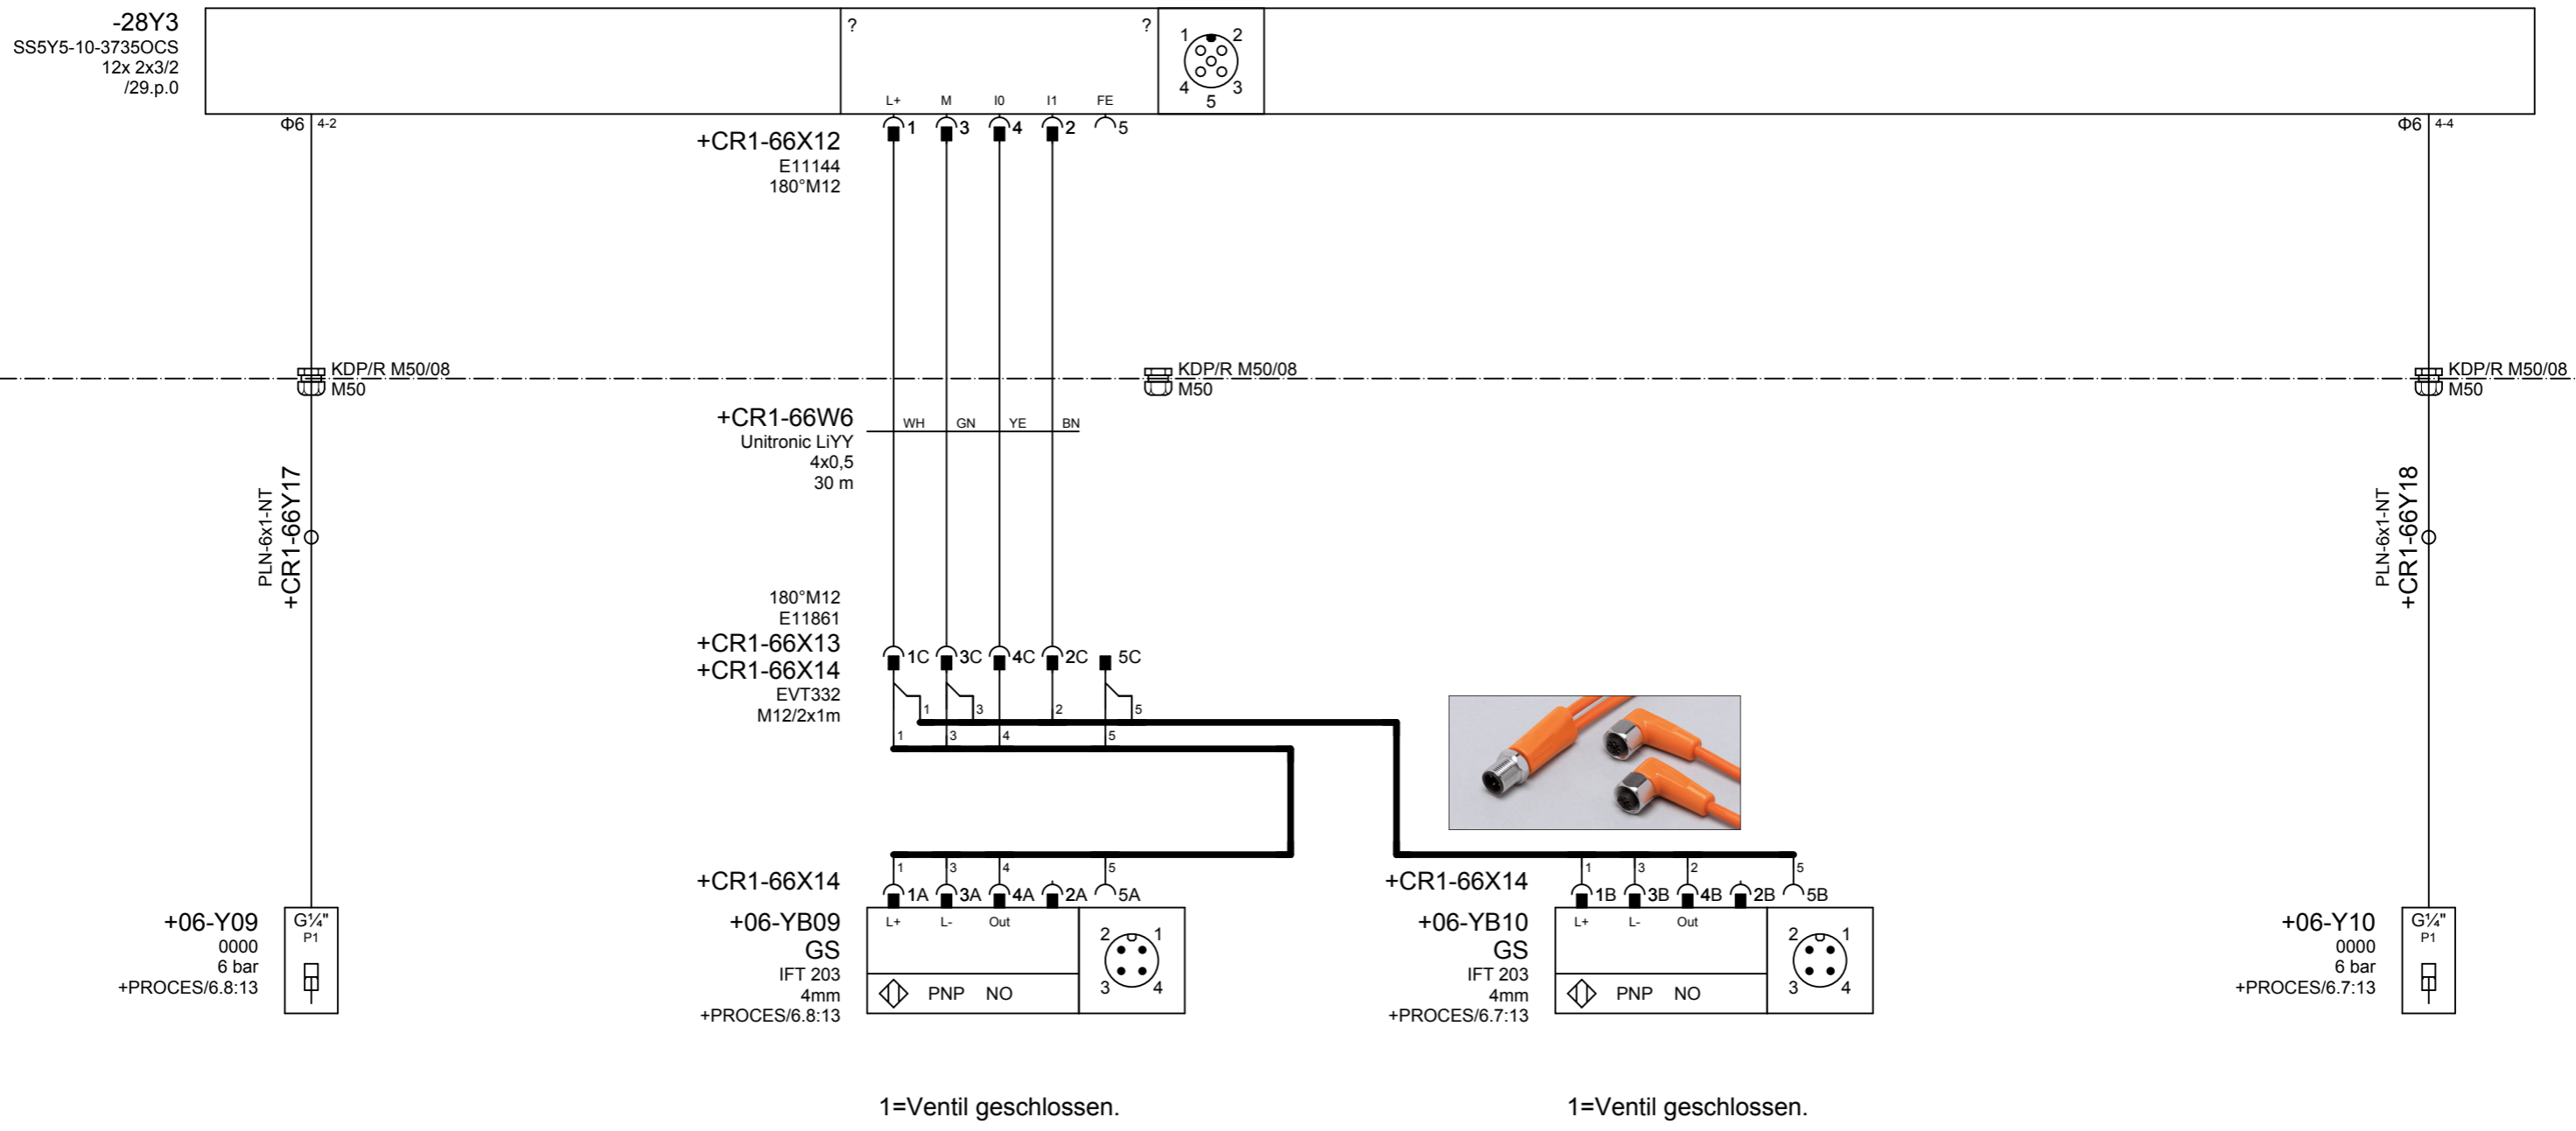 -28Y3
SS5Y5-10-3735OCS
12x 2x3/2
/29.p.0
?
?
1
2
4
3
5
L+
M
I0
I1
FE
Φ6
4-2
Φ6
4-4
+CR1-66X12
E11144
180°M12
1
3
4
2
5
KDP/R M50/08
M50
KDP/R M50/08
M50
KDP/R M50/08
M50
+CR1-66W6
Unitronic LiYY
4x0,5
30 m
WH
GN
YE
BN
PLN-6x1-NT
+CR1-66Y17
PLN-6x1-NT
+CR1-66Y18
180°M12
E11861
+CR1-66X13
+CR1-66X14
EVT332
M12/2x1m
1C
3C
4C
2C
5C
1
3
2
5
1
3
4
5
1
3
4
5
+CR1-66X14
1A
3A
4A
2A
5A
1
3
2
5
+CR1-66X14
1B
3B
4B
2B
5B
+06-Y09
0000
6 bar
+PROCES/6.8:13
G¼"
P1
+06-YB09
GS
IFT 203
4mm
+PROCES/6.8:13
L+
L-
Out
PNP NO
2
1
3
4
+06-YB10
GS
IFT 203
4mm
+PROCES/6.7:13
L+
L-
Out
PNP NO
2
1
3
4
+06-Y10
0000
6 bar
+PROCES/6.7:13
G¼"
P1
1=Ventil geschlossen.
1=Ventil geschlossen.